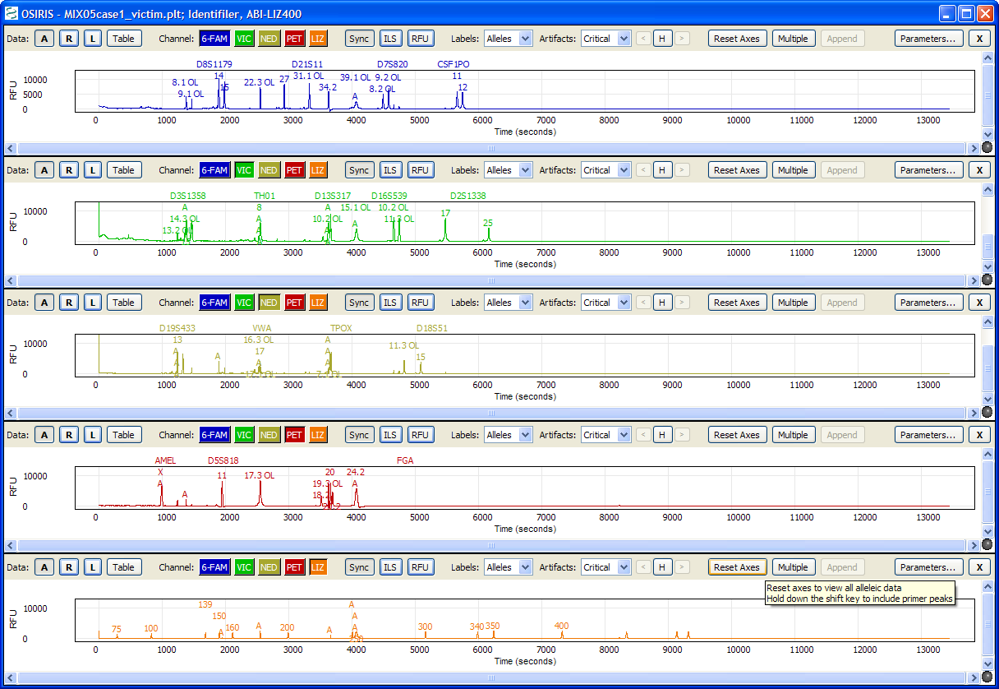 OSIRIS - MIX05case1_victim.plt; Identifiler, ABI-LIZ400
Data: A R L Table Channel: 6-FAM VIC NED PET LIZ Sync ILS RFU Labels: Alleles Artifacts: Critical < H > Reset Axes Multiple Append Parameters... X
D8S1179 D21S11 D7S820 CSF1PO
14 31.1 OL 39.1 OL 9.2 OL 11
8.1 OL 15 22.3 OL 27 34.2 8.2 OL 12
9.1 OL A
RFU
10000
5000
0
0 1000 2000 3000 4000 5000 6000 7000 8000 9000 10000 11000 12000 13000
Time (seconds)
Data: A R L Table Channel: 6-FAM VIC NED PET LIZ Sync ILS RFU Labels: Alleles Artifacts: Critical < H > Reset Axes Multiple Append Parameters... X
D3S1358 TH01 D13S317 D16S539 D2S1338
A 8 A 15.1 OL 10.2 OL 17
14.3 OL A 10.2 OL A 11.3 OL 25
13.2 OL A A
RFU
10000
0
0 1000 2000 3000 4000 5000 6000 7000 8000 9000 10000 11000 12000 13000
Time (seconds)
Data: A R L Table Channel: 6-FAM VIC NED PET LIZ Sync ILS RFU Labels: Alleles Artifacts: Critical < H > Reset Axes Multiple Append Parameters... X
D19S433 VWA TPOX D18S51
13 16.3 OL A 11.3 OL
A A 17 A 15
A A A
RFU
10000
0
0 1000 2000 3000 4000 5000 6000 7000 8000 9000 10000 11000 12000 13000
Time (seconds)
Data: A R L Table Channel: 6-FAM VIC NED PET LIZ Sync ILS RFU Labels: Alleles Artifacts: Critical < H > Reset Axes Multiple Append Parameters... X
AMEL D5S818 FGA
X 11 17.3 OL 20 24.2
A A 19.3 OL A
18.2
RFU
10000
0
0 1000 2000 3000 4000 5000 6000 7000 8000 9000 10000 11000 12000 13000
Time (seconds)
Data: A R L Table Channel: 6-FAM VIC NED PET LIZ Sync ILS RFU Labels: Alleles Artifacts: Critical < H > Reset Axes Multiple Append Parameters... X
Reset axes to view all alleleic data
Hold down the shift key to include primer peaks
139 A
150 A
75 100 A 160 A 200 A A 300 340 350 400
RFU
10000
0
0 1000 2000 3000 4000 5000 6000 7000 8000 9000 10000 11000 12000 13000
Time (seconds)